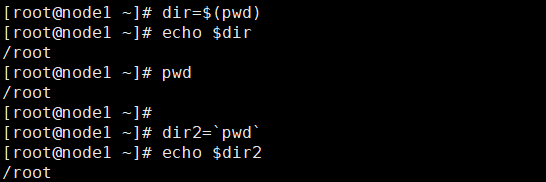 [root@node1 ~]# dir=$(pwd)
[root@node1 ~]# echo $dir
/root
[root@node1 ~]# pwd
/root
[root@node1 ~]#
[root@node1 ~]# dir2=`pwd`
[root@node1 ~]# echo $dir2
/root